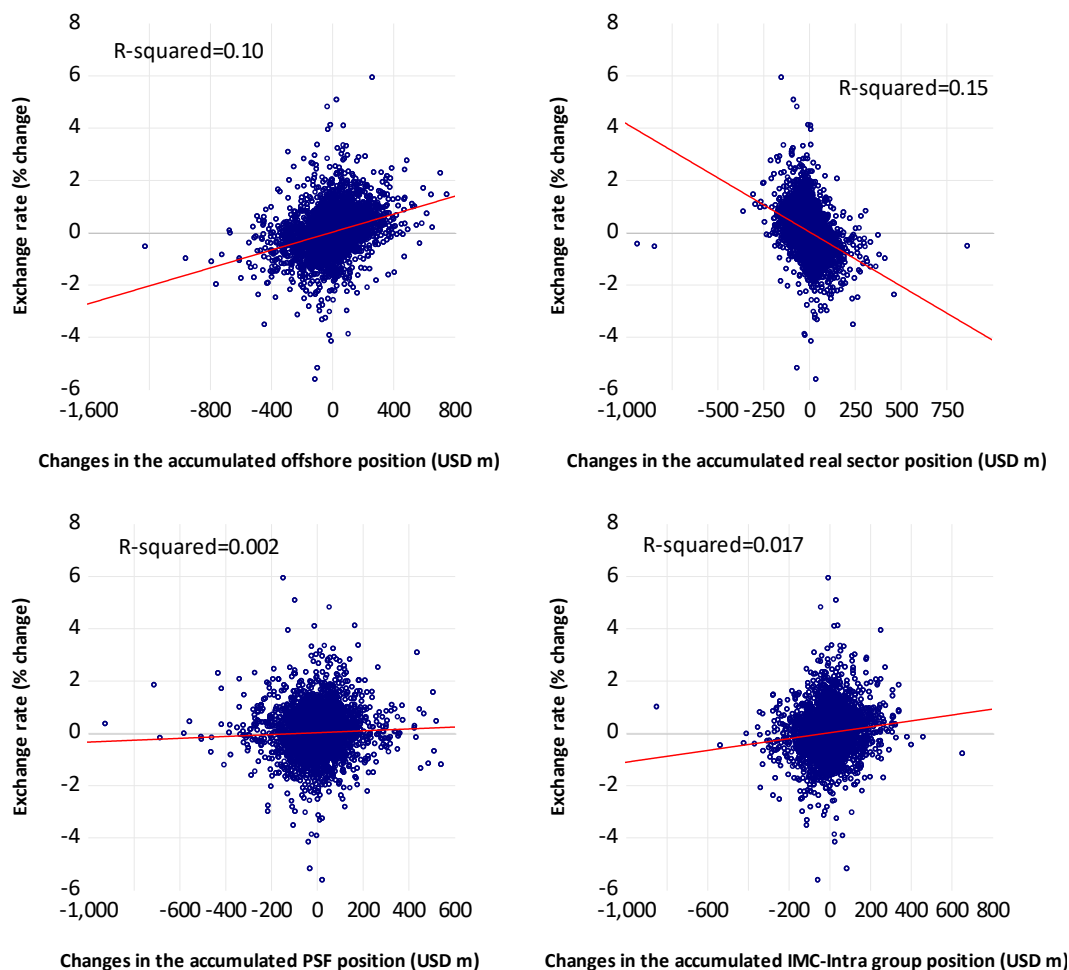 8
6
4
2
0
-2
-4
-6
Exchange rate (% change)
R-squared=0.10
-1,600 -800 -400 0 400 800
Changes in the accumulated offshore position (USD m)
8
6
4
2
0
-2
-4
-6
Exchange rate (% change)
R-squared=0.15
-1,000 -500 -250 0 250 500 750
Changes in the accumulated real sector position (USD m)
8
6
4
2
0
-2
-4
-6
Exchange rate (% change)
R-squared=0.002
-1,000 -600 -400 -200 0 200 400 600
Changes in the accumulated PSF position (USD m)
8
6
4
2
0
-2
-4
-6
Exchange rate (% change)
R-squared=0.017
-1,000 -600 -400 -200 0 200 400 600 800
Changes in the accumulated IMC-Intra group position (USD m)